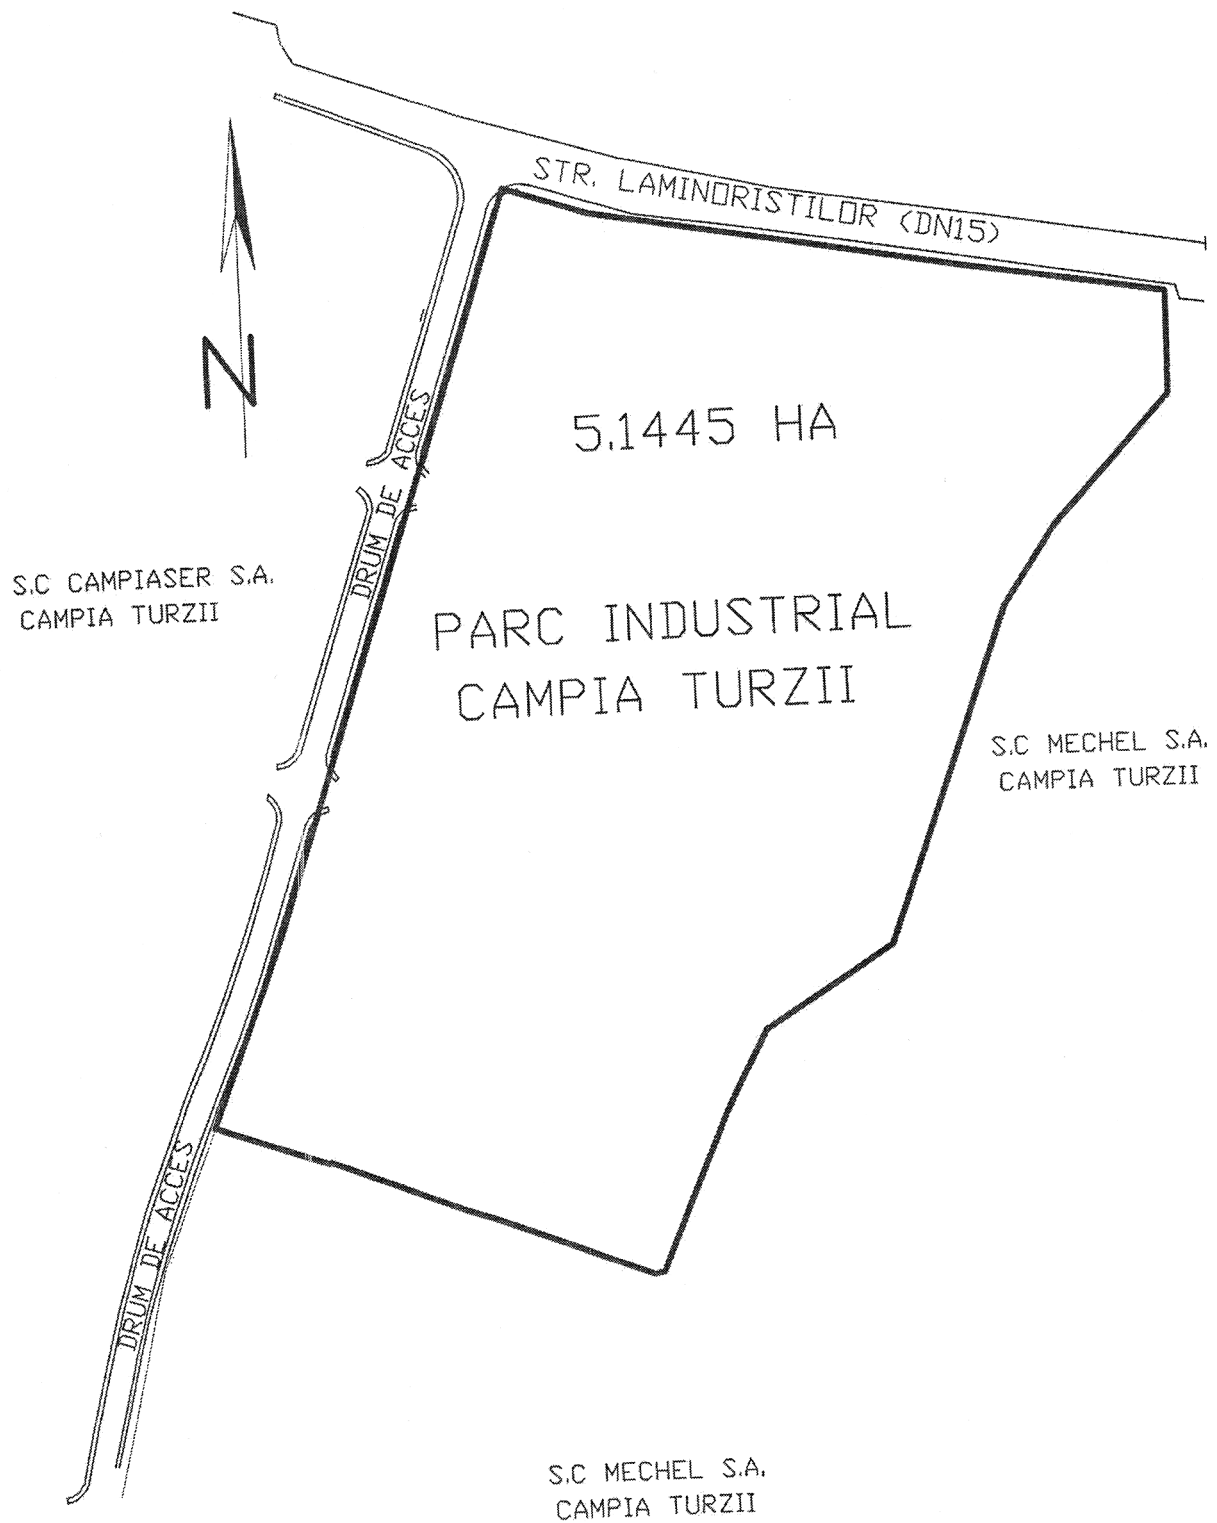 STR. LAMINORISTILOR (DN15)
N
5.1445 HA
DRUM DE ACCES
S.C CAMPIASER S.A.
CAMPIA TURZII
PARC INDUSTRIAL
CAMPIA TURZII
S.C MECHEL S.A.
CAMPIA TURZII
DRUM DE ACCES
S.C MECHEL S.A.
CAMPIA TURZII